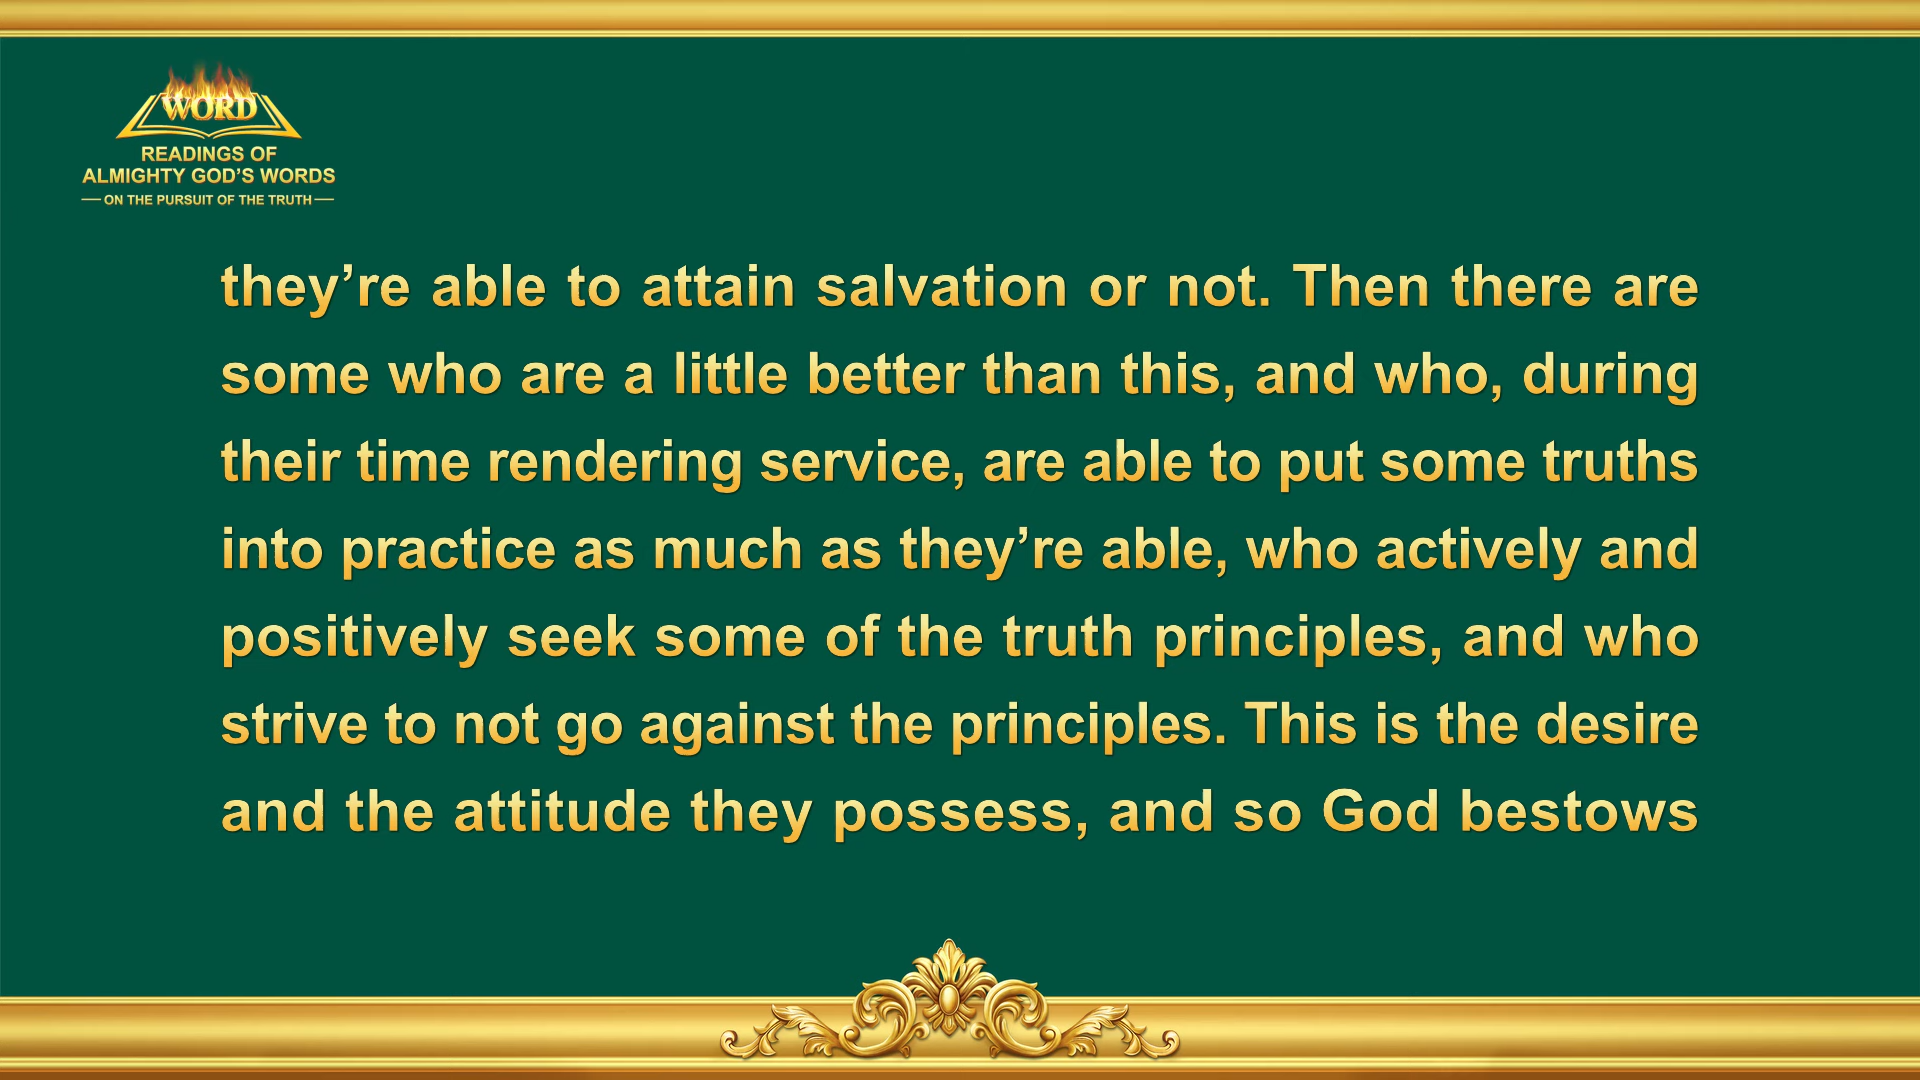 WORD
READINGS OF
ALMIGHTY GOD’S WORDS
— ON THE PURSUIT OF THE TRUTH —
they’re able to attain salvation or not. Then there are
some who are a little better than this, and who, during
their time rendering service, are able to put some truths
into practice as much as they’re able, who actively and
positively seek some of the truth principles, and who
strive to not go against the principles. This is the desire
and the attitude they possess, and so God bestows